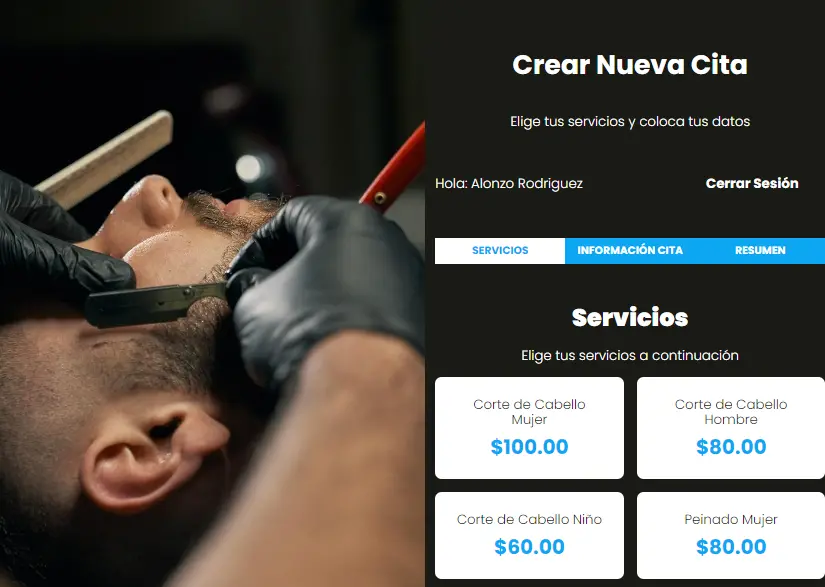 Crear Nueva Cita
Elige tus servicios y coloca tus datos
Hola: Alonzo Rodriguez
Cerrar Sesión
SERVICIOS
INFORMACIÓN CITA
RESUMEN
Servicios
Elige tus servicios a continuación
Corte de Cabello
Mujer
$100.00
Corte de Cabello
Hombre
$80.00
Corte de Cabello Niño
$60.00
Peinado Mujer
$80.00